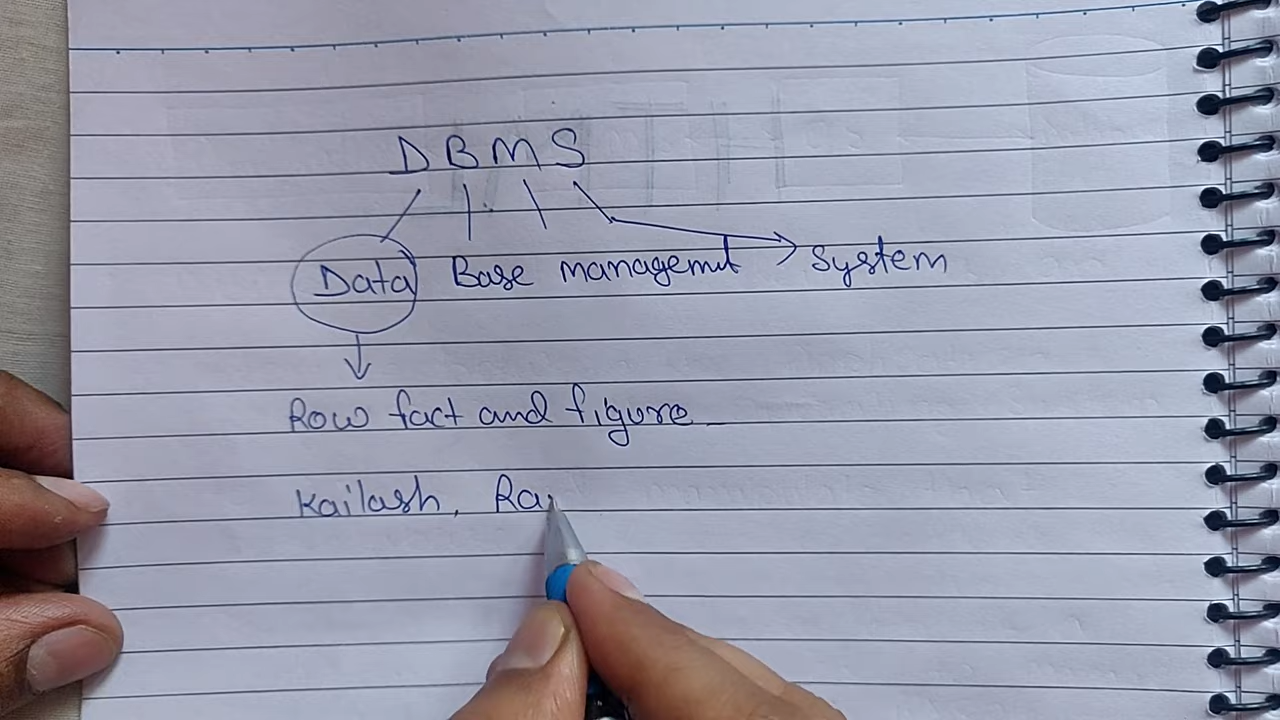 DBMS
Data Base managemnt System
Row fact and figure
Kailash, Ra